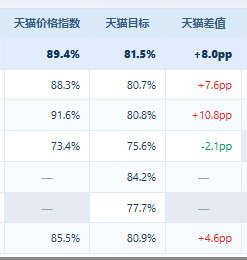 天猫价格指数 天猫目标 天猫差值
89.4% 81.5% +8.0pp
88.3% 80.7% +7.6pp
91.6% 80.8% +10.8pp
73.4% 75.6% -2.1pp
— 84.2% —
— 77.7% —
85.5% 80.9% +4.6pp